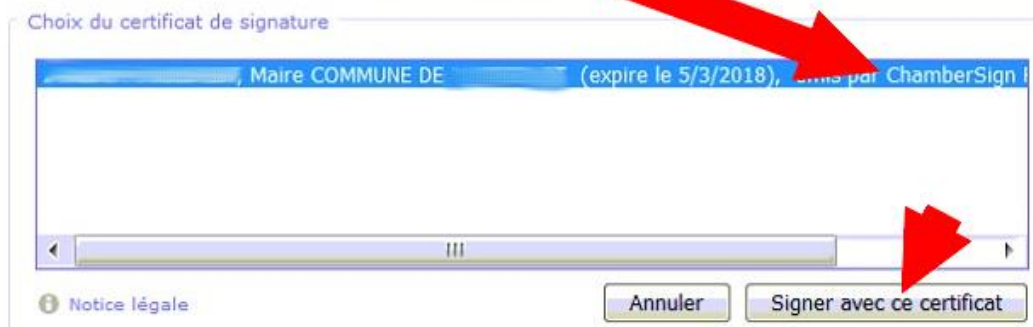 Choix du certificat de signature
, Maire COMMUNE DE (expire le 5/3/2018), émis par ChamberSign
Notice légale
Annuler
Signer avec ce certificat